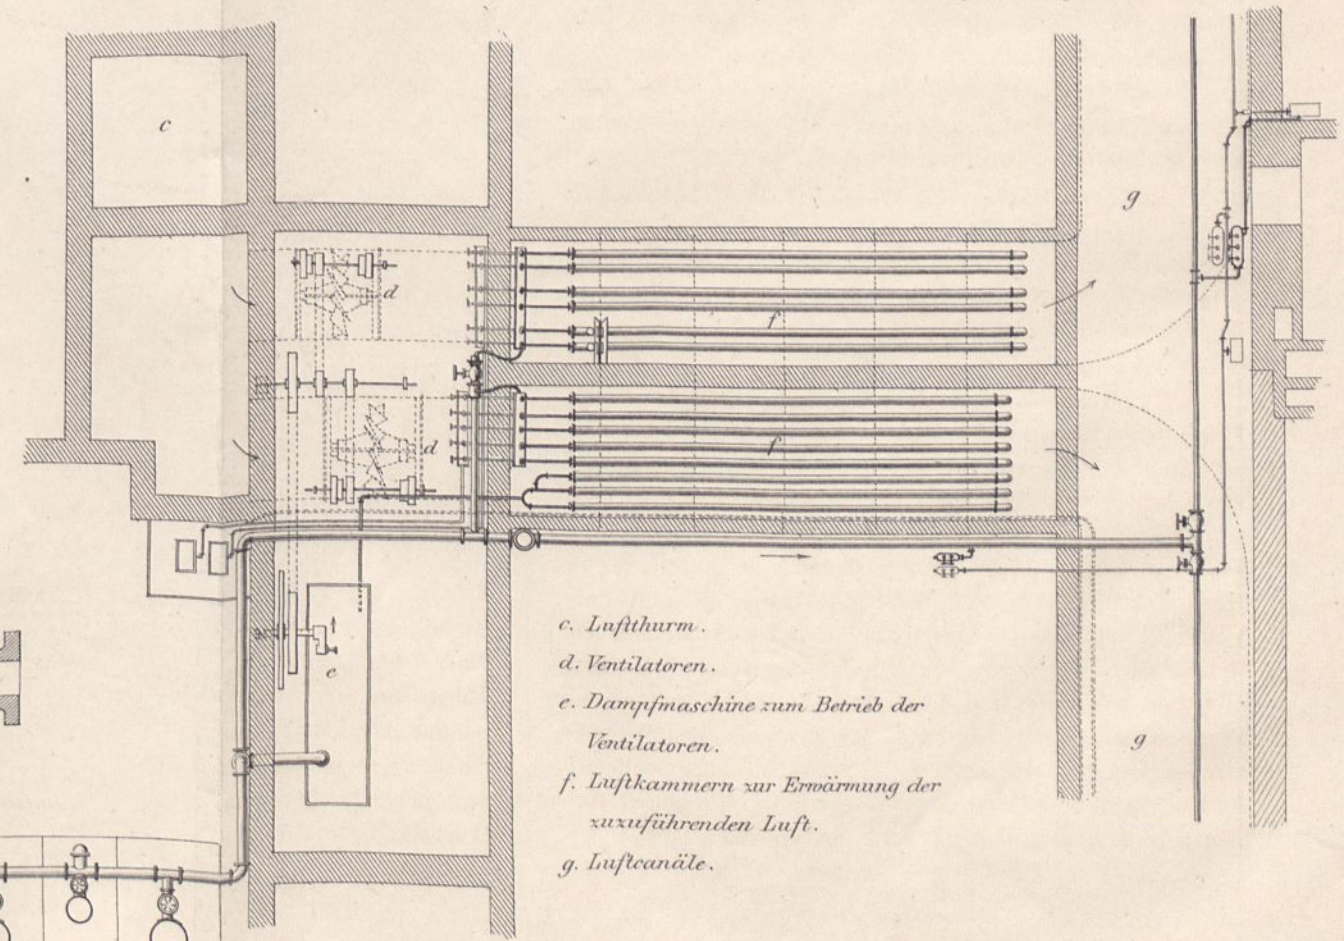 c
g
d
f
d
f
e
c. Luftthurm.
d. Ventilatoren.
e. Dampfmaschine zum Betrieb der
Ventilatoren.
f. Luftkammern zur Erwärmung der
zuzuführenden Luft.
g. Luftcanäle.
g